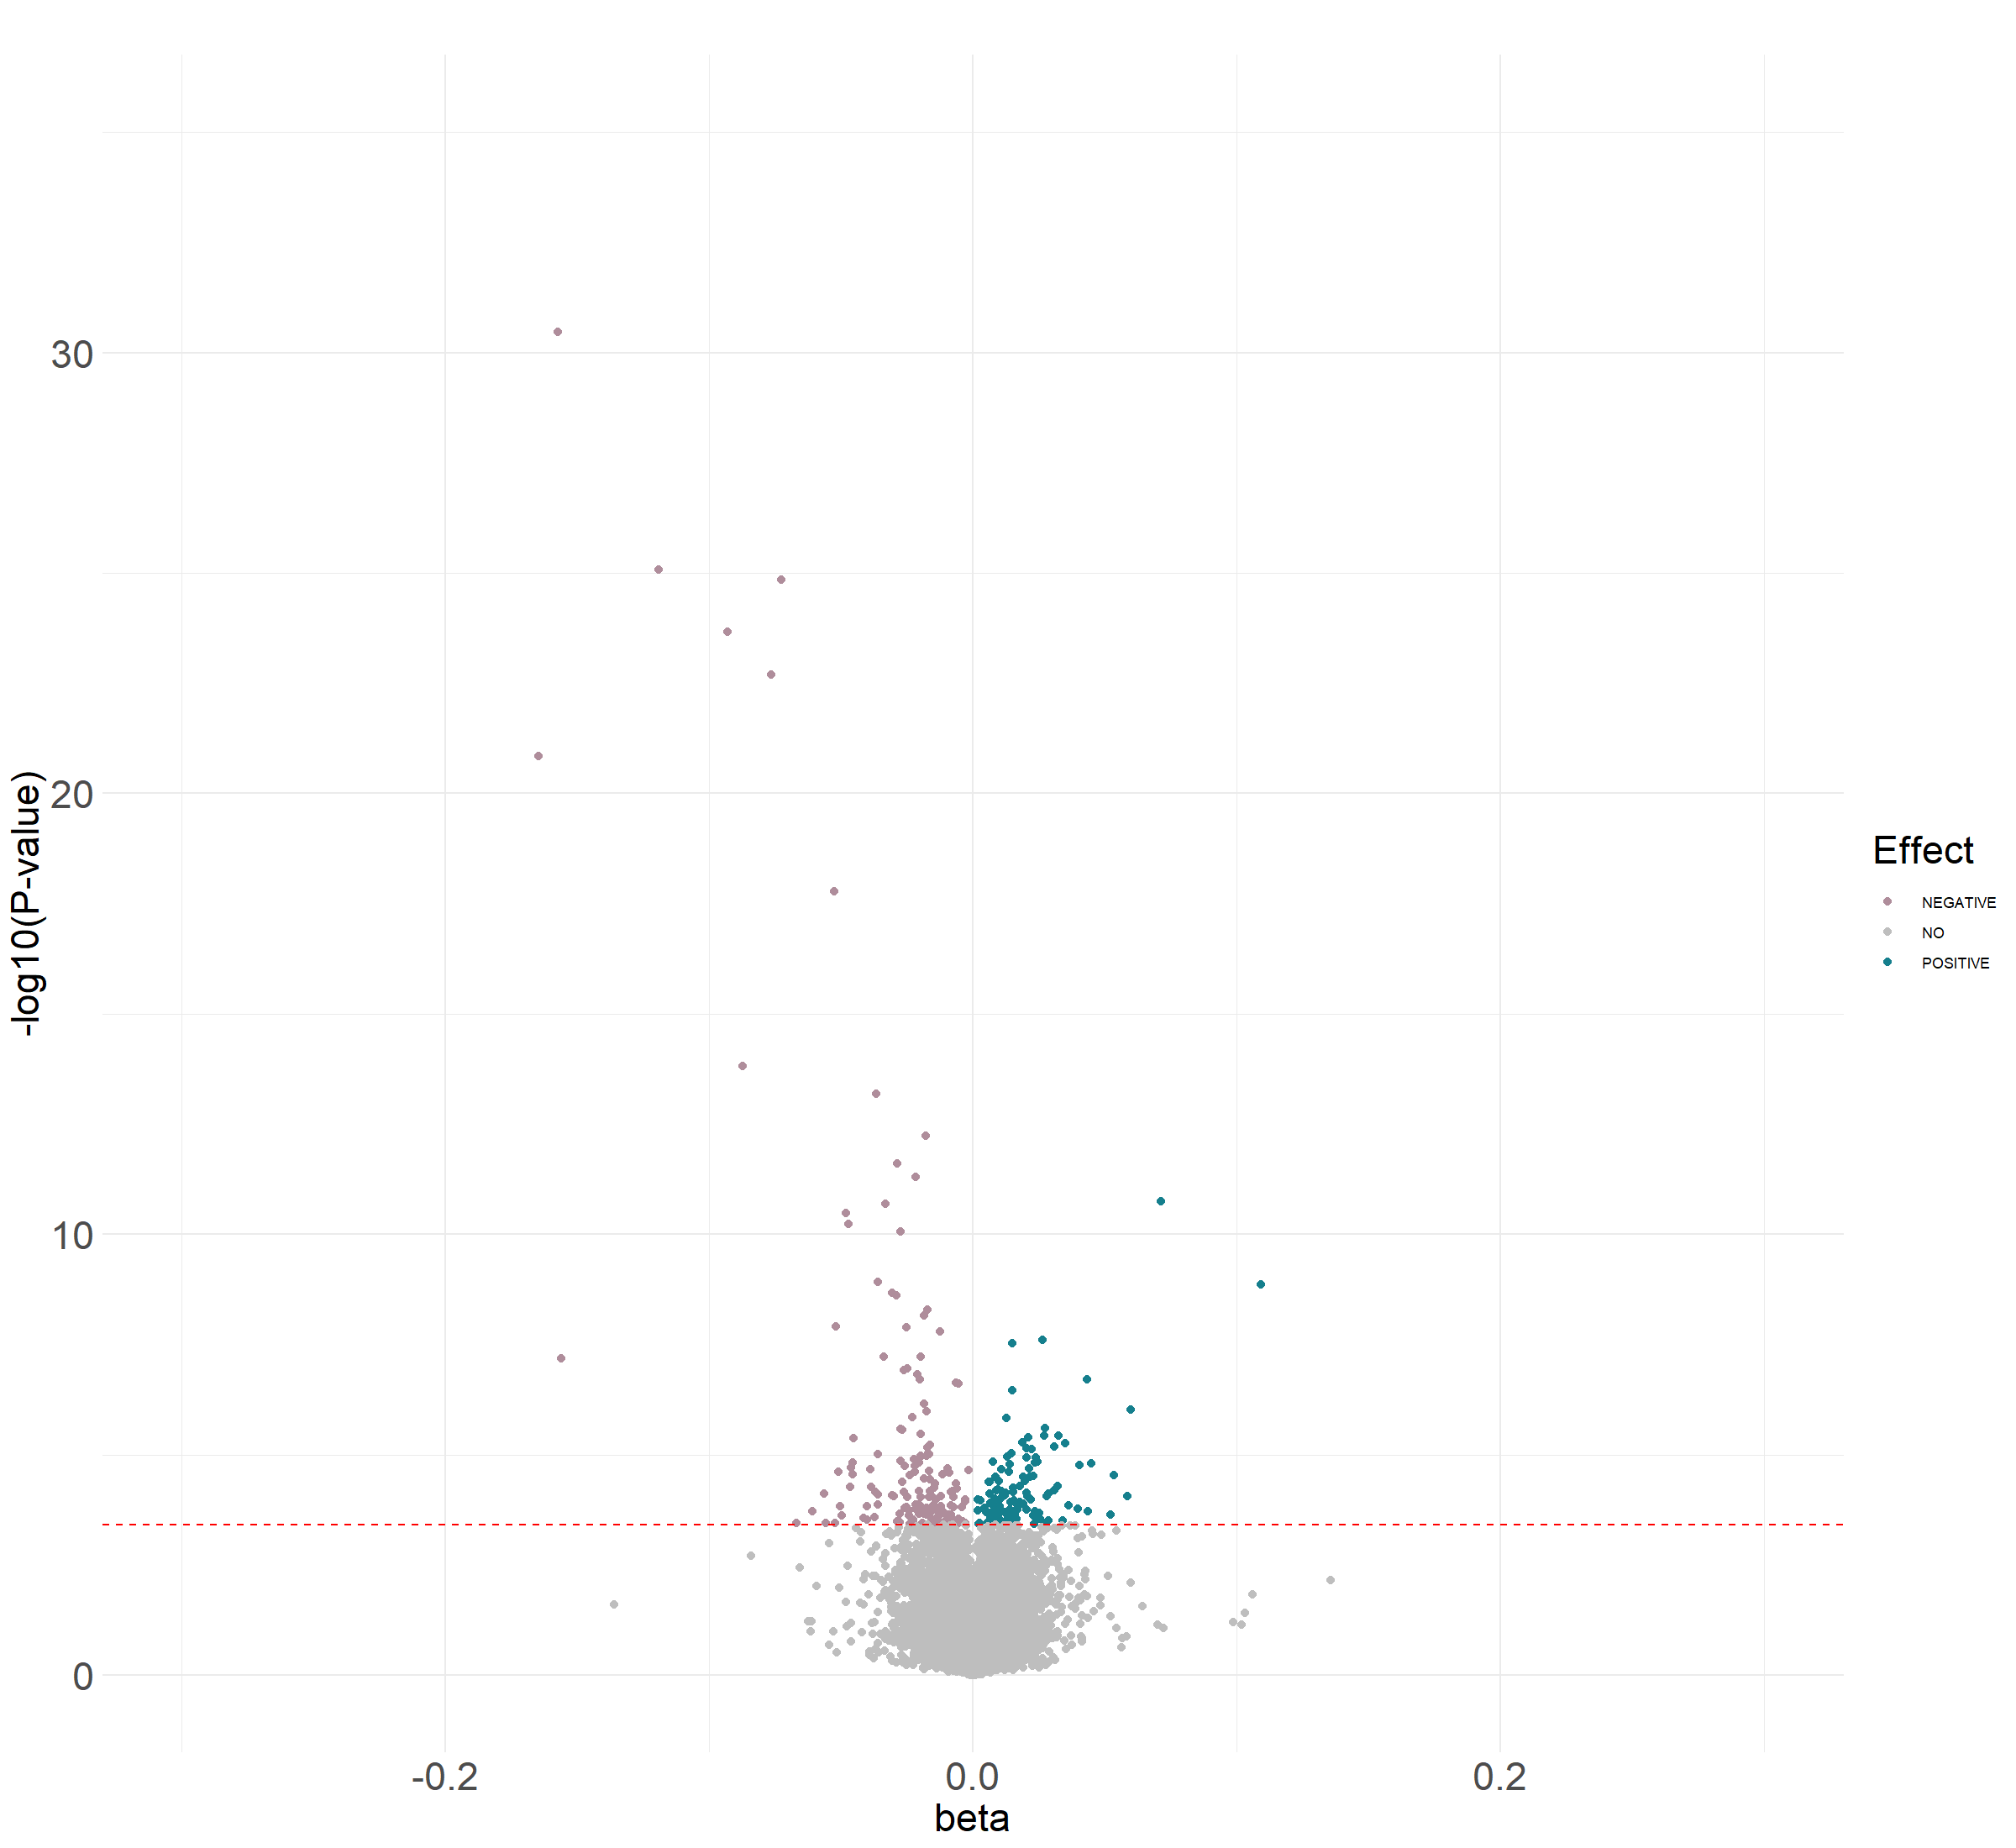 30
20
10
0
-log10(P-value)
-0.2
0.0
0.2
beta
Effect
NEGATIVE
NO
POSITIVE